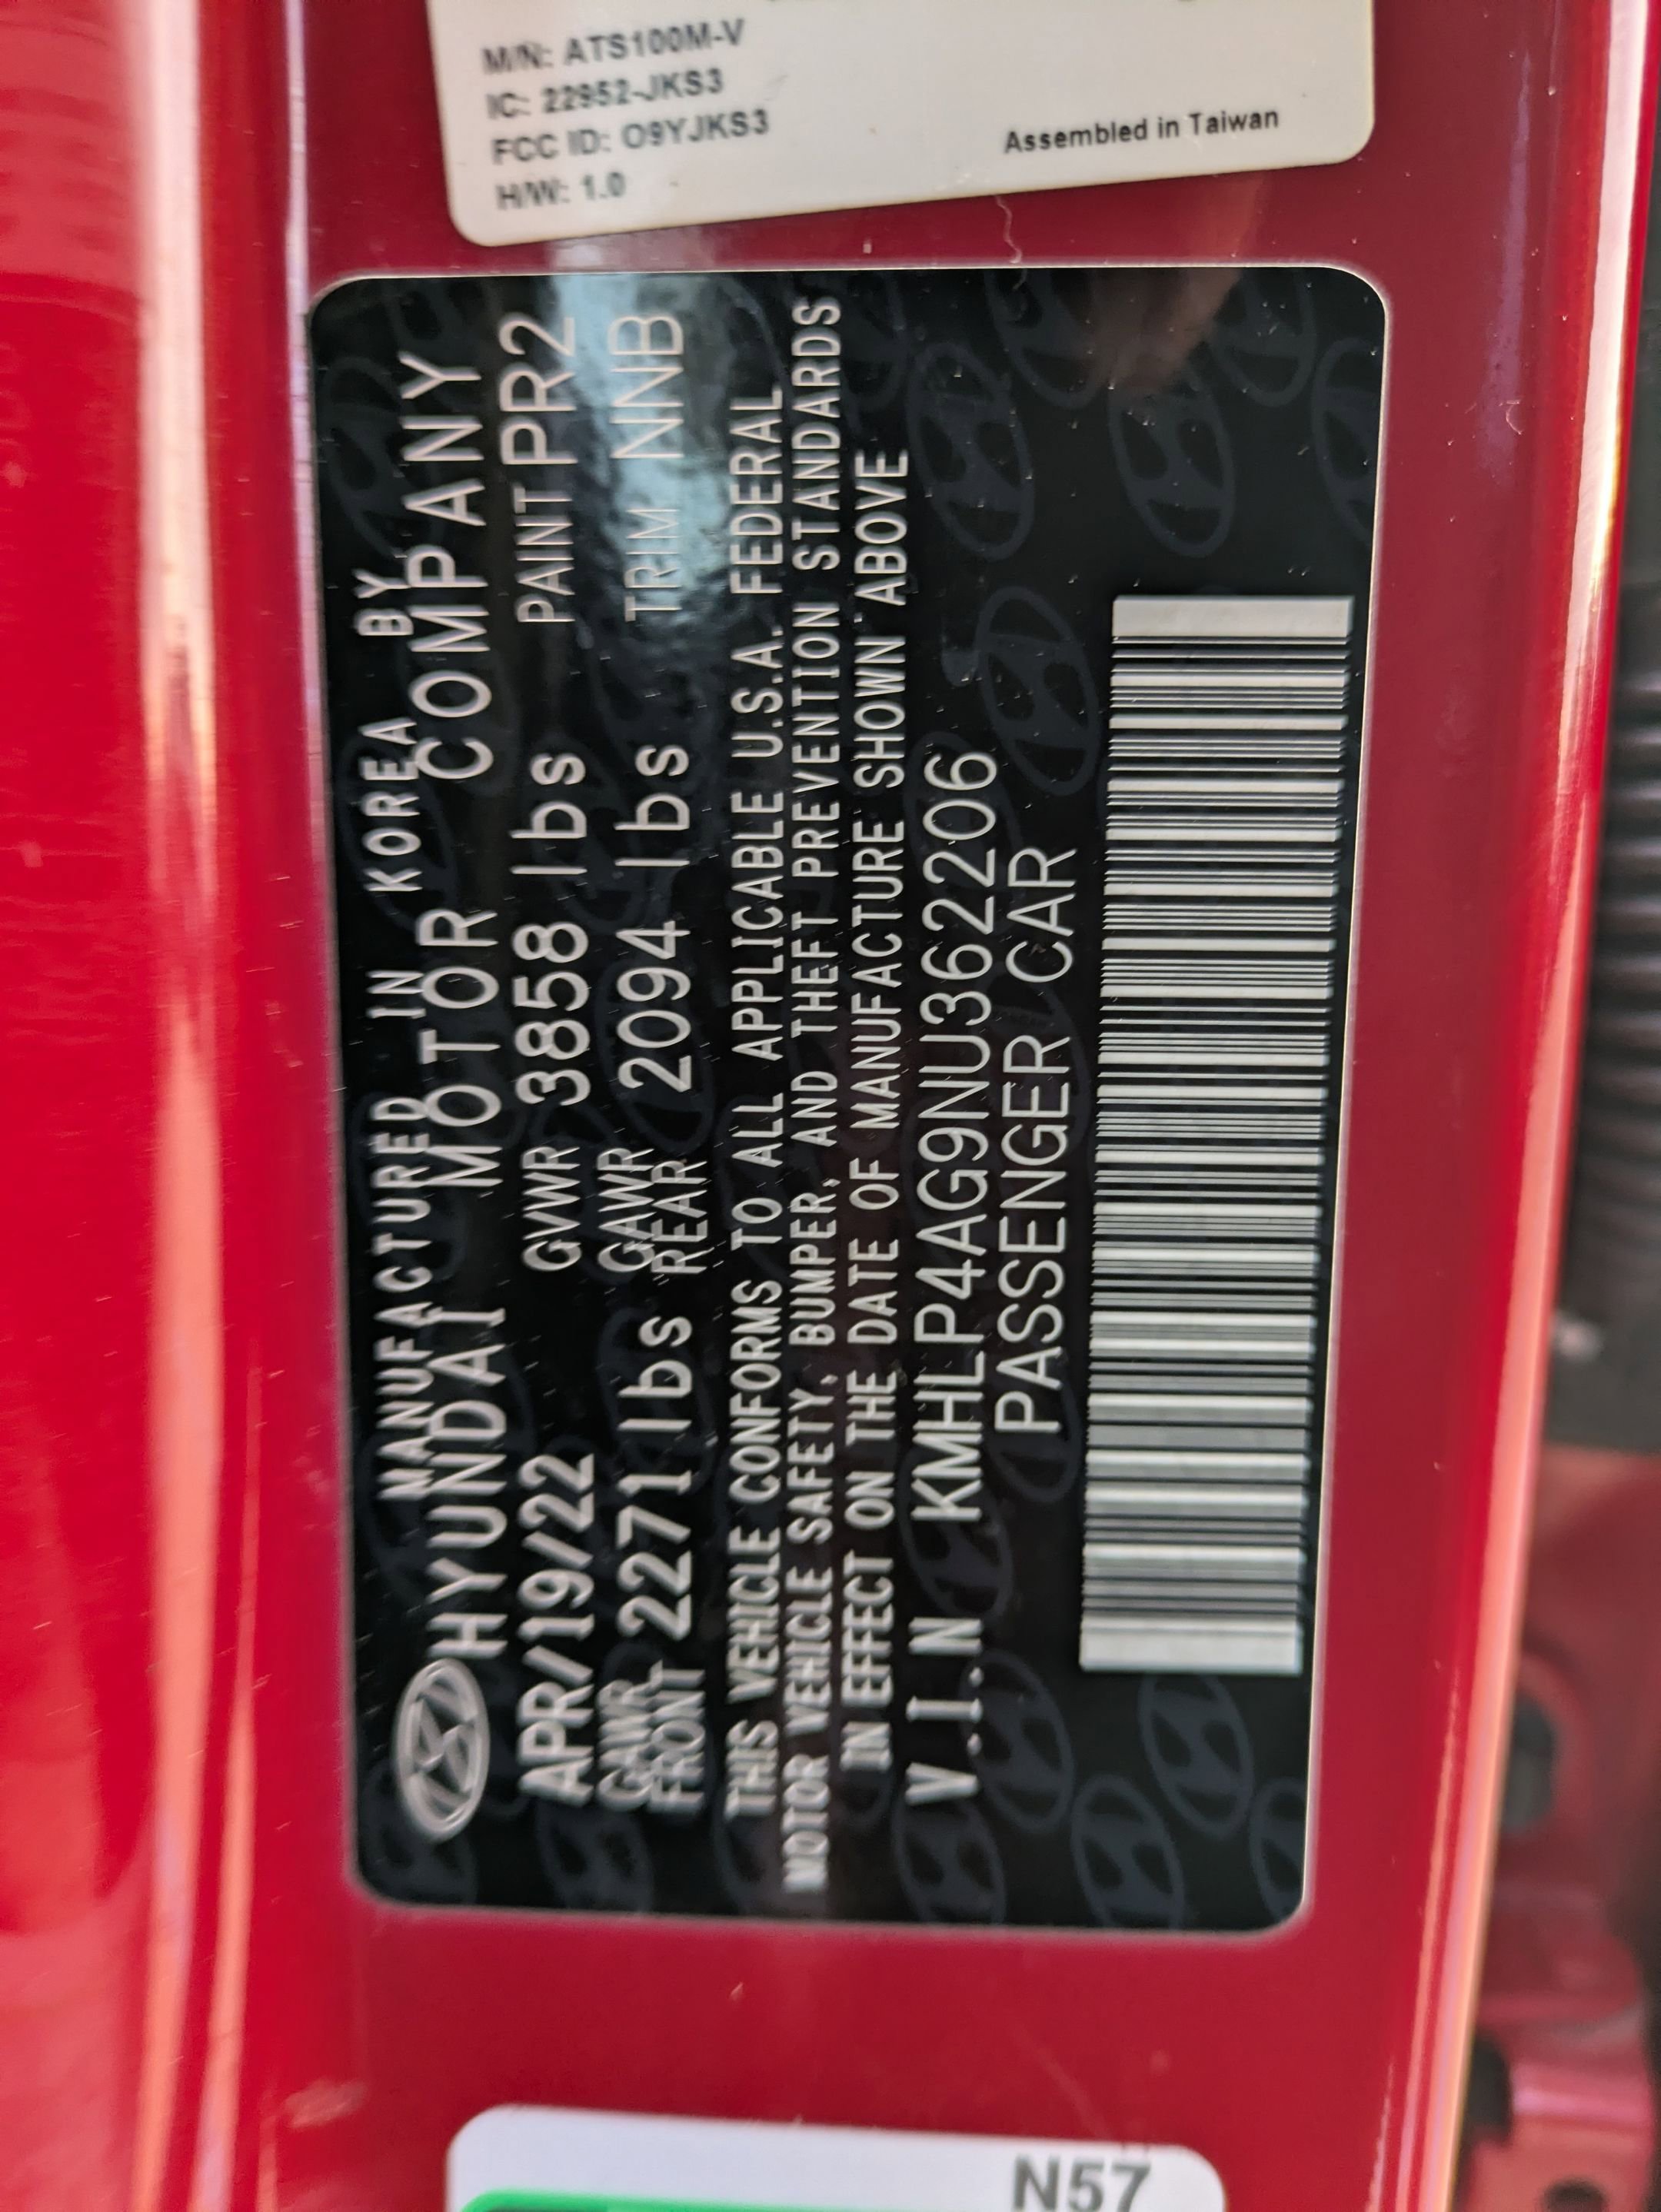 M/N: ATS100M-V
IC: 22952-JKS3
FCC ID: O9YJKS3
H/W: 1.0
Assembled in Taiwan
MANUFACTURED IN KOREA BY
HYUNDAI MOTOR COMPANY
APR/19/22 GVWR 3858 lbs PAINT PR2
GAWR FRONT 2271 lbs GAWR REAR 2094 lbs TRIM NNB
THIS VEHICLE CONFORMS TO ALL APPLICABLE U.S.A. FEDERAL
MOTOR VEHICLE SAFETY, BUMPER, AND THEFT PREVENTION STANDARDS
IN EFFECT ON THE DATE OF MANUFACTURE SHOWN ABOVE
V.I.N KMHLP4AG9NU362206
PASSENGER CAR
N57